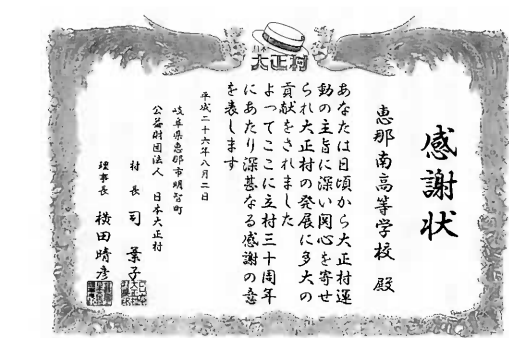 日本
大正村
感謝状
恵那南高等学校 殿
あなたは日頃から大正村運
動の主旨に深い関心を寄せ
られ大正村の発展に多大の
貢献をされました
よってここに立村三十周年
にあたり深甚なる感謝の意
を表します
平成二十六年八月二日
岐阜県恵那市明智町
公益財団法人 日本大正村
村長 司 葉子
理事長 横田晴彦